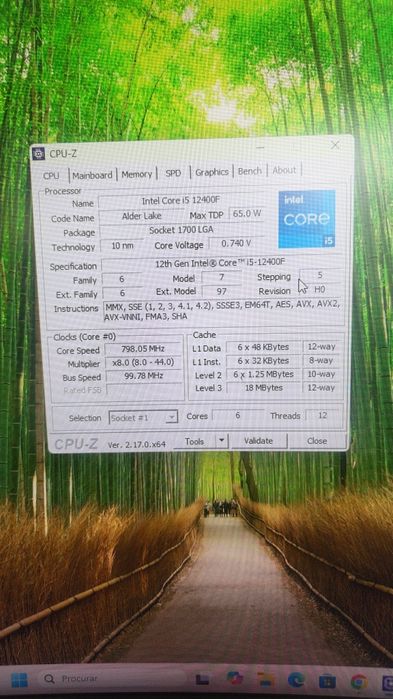 CPU-Z
CPU Mainboard Memory SPD Graphics Bench About
Processor
Name Intel Core i5 12400F
Code Name Alder Lake Max TDP 65.0 W
Package Socket 1700 LGA
Technology 10 nm Core Voltage 0.740 V
intel
CORE
i5
Specification 12th Gen Intel® Core™ i5-12400F
Family 6 Model 7 Stepping 5
Ext. Family 6 Ext. Model 97 Revision H0
Instructions MMX, SSE (1, 2, 3, 4.1, 4.2), SSSE3, EM64T, AES, AVX, AVX2,
AVX-VNNI, FMA3, SHA
Clocks (Core #0)
Core Speed 798.05 MHz
Multiplier x8.0 (8.0 - 44.0)
Bus Speed 99.78 MHz
Rated FSB
Cache
L1 Data 6 x 48 KBytes 12-way
L1 Inst. 6 x 32 KBytes 8-way
Level 2 6 x 1.25 MBytes 10-way
Level 3 18 MBytes 12-way
Selection Socket #1 Cores 6 Threads 12
CPU-Z Ver. 2.17.0.x64 Tools Validate Close
Procurar